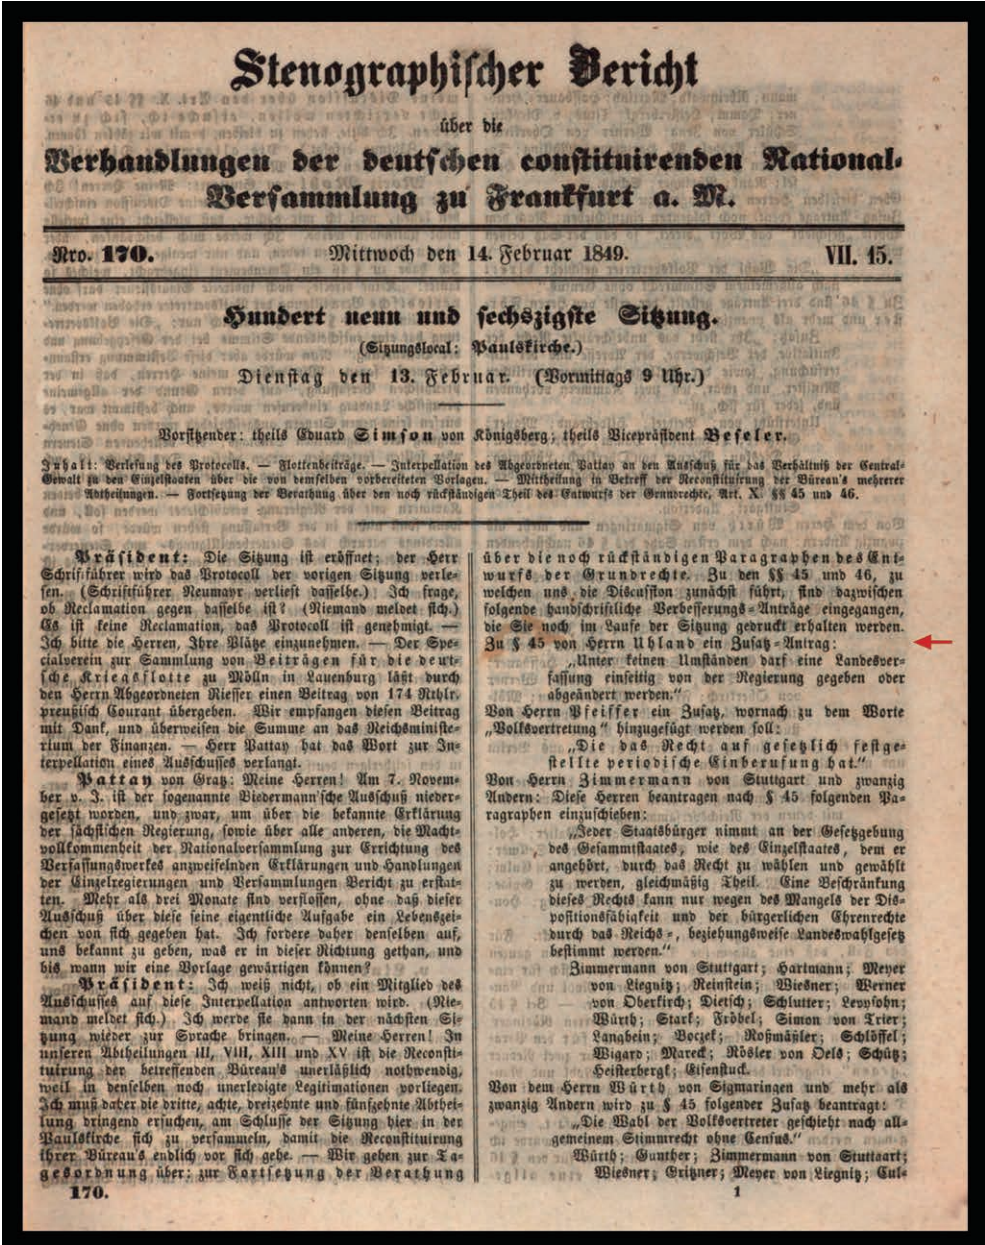 Stenographischer Bericht
über die
Verhandlungen der deutschen constituirenden National-
Versammlung zu Frankfurt a. M.
Nro. 170. Mittwoch den 14. Februar 1849. VII. 15.
Hundert neun und sechszigste Sitzung.
(Sitzungslocal: Paulskirche.)
Dienstag den 13. Februar. (Vormittags 9 Uhr.)
Vorsitzender: theils Eduard Simson von Königsberg; theils Vicepräsident Beseler.
Inhalt: Verlesung des Protocolls. — Flottenbeiträge. — Interpellation des Abgeordneten Pattay an den Ausschuß für das Verhältniß der Central-
Gewalt zu den Einzelstaaten über die von demselben vorbereiteten Vorlagen. — Mittheilung in Betreff der Reconstituirung der Büreau's mehrerer
Abtheilungen. — Fortsetzung der Berathung über den noch rückständigen Theil des Entwurfs der Grundrechte, Art. X. §§ 45 und 46.
Präsident: Die Sitzung ist eröffnet; der Herr
Schriftführer wird das Protocoll der vorigen Sitzung verle-
sen. (Schriftführer Neumayr verliest dasselbe.) Ich frage,
ob Reclamation gegen dasselbe ist? (Niemand meldet sich.)
Es ist keine Reclamation, das Protocoll ist genehmigt. —
Ich bitte die Herren, Ihre Plätze einzunehmen. — Der Spe-
cialverein zur Sammlung von Beiträgen für die deut-
sche Kriegsflotte zu Mölln in Lauenburg läßt durch
den Herrn Abgeordneten Riesser einen Beitrag von 174 Rthlr.
preußisch Courant übergeben. Wir empfangen diesen Beitrag
mit Dank, und überweisen die Summe an das Reichsministe-
rium der Finanzen. — Herr Pattay hat das Wort zur In-
terpellation eines Ausschusses verlangt.
Pattay von Gratz: Meine Herren! Am 7. Novem-
ber v. J. ist der sogenannte Biedermann'sche Ausschuß nieder-
gesetzt worden, und zwar, um über die bekannte Erklärung
der sächsischen Regierung, sowie über alle anderen, die Macht-
vollkommenheit der Nationalversammlung zur Errichtung des
Verfassungswerkes anzweifelnden Erklärungen und Handlungen
der Einzelregierungen und Versammlungen Bericht zu erstat-
ten. Mehr als drei Monate sind verflossen, ohne daß dieser
Ausschuß über diese seine eigentliche Aufgabe ein Lebenszei-
chen von sich gegeben hat. Ich fordere daher denselben auf,
uns bekannt zu geben, was er in dieser Richtung gethan, und
bis wann wir eine Vorlage gewärtigen können?
Präsident: Ich weiß nicht, ob ein Mitglied des
Ausschusses auf diese Interpellation antworten wird. (Nie-
mand meldet sich.) Ich werde sie dann in der nächsten Si-
tzung wieder zur Sprache bringen. — Meine Herren! In
unseren Abtheilungen III, VIII, XIII und XV ist die Reconsti-
tuirung der betreffenden Büreau's unerläßlich nothwendig,
weil in denselben noch unerledigte Legitimationen vorliegen.
Ich muß daher die dritte, achte, dreizehnte und fünfzehnte Abthei-
lung dringend ersuchen, am Schlusse der Sitzung hier in der
Paulskirche sich zu versammeln, damit die Reconstituirung
ihrer Büreau's endlich vor sich gehe. — Wir gehen zur Ta-
gesordnung über: zur Fortsetzung der Berathung
170.
über die noch rückständigen Paragraphen des Ent-
wurfs der Grundrechte. Zu den §§ 45 und 46, zu
welchen uns die Discussion zunächst führt, sind dazwischen
folgende handschriftliche Verbesserungs-Anträge eingegangen,
die Sie noch im Laufe der Sitzung gedruckt erhalten werden.
Zu § 45 von Herrn Uhland ein Zusatz-Antrag:
„Unter keinen Umständen darf eine Landesver-
fassung einseitig von der Regierung gegeben oder
abgeändert werden.“
Von Herrn Pfeiffer ein Zusatz, wornach zu dem Worte
„Volksvertretung“ hinzugefügt werden soll:
„Die das Recht auf gesetzlich festge-
stellte periodische Einberufung hat.“
Von Herrn Zimmermann von Stuttgart und zwanzig
Andern: Diese Herren beantragen nach § 45 folgenden Pa-
ragraphen einzuschieben:
„Jeder Staatsbürger nimmt an der Gesetzgebung
des Gesammtstaates, wie des Einzelstaates, dem er
angehört, durch das Recht zu wählen und gewählt
zu werden, gleichmäßig Theil. Eine Beschränkung
dieses Rechts kann nur wegen des Mangels der Dis-
positionsfähigkeit und der bürgerlichen Ehrenrechte
durch das Reichs-, beziehungsweise Landeswahlgesetz
bestimmt werden.“
Zimmermann von Stuttgart; Hartmann; Meyer
von Liegnitz; Reinstein; Wiesner; Werner
von Oberkirch; Dietsch; Schlutter; Levysohn;
Würth; Stark; Fröbel; Simon von Trier;
Langbein; Boczek; Roßmäßler; Schlössel;
Wigard; Mareck; Rösler von Oels; Schütz;
Heisterbergk; Eisenstuck.
Von dem Herrn Würth von Sigmaringen und mehr als
zwanzig Andern wird zu § 45 folgender Zusatz beantragt:
„Die Wahl der Volksvertreter geschieht nach all-
gemeinem Stimmrecht ohne Census.“
Würth; Gunther; Zimmermann von Stuttgart;
Wiesner; Gritzner; Meyer von Liegnitz; Cul-
1